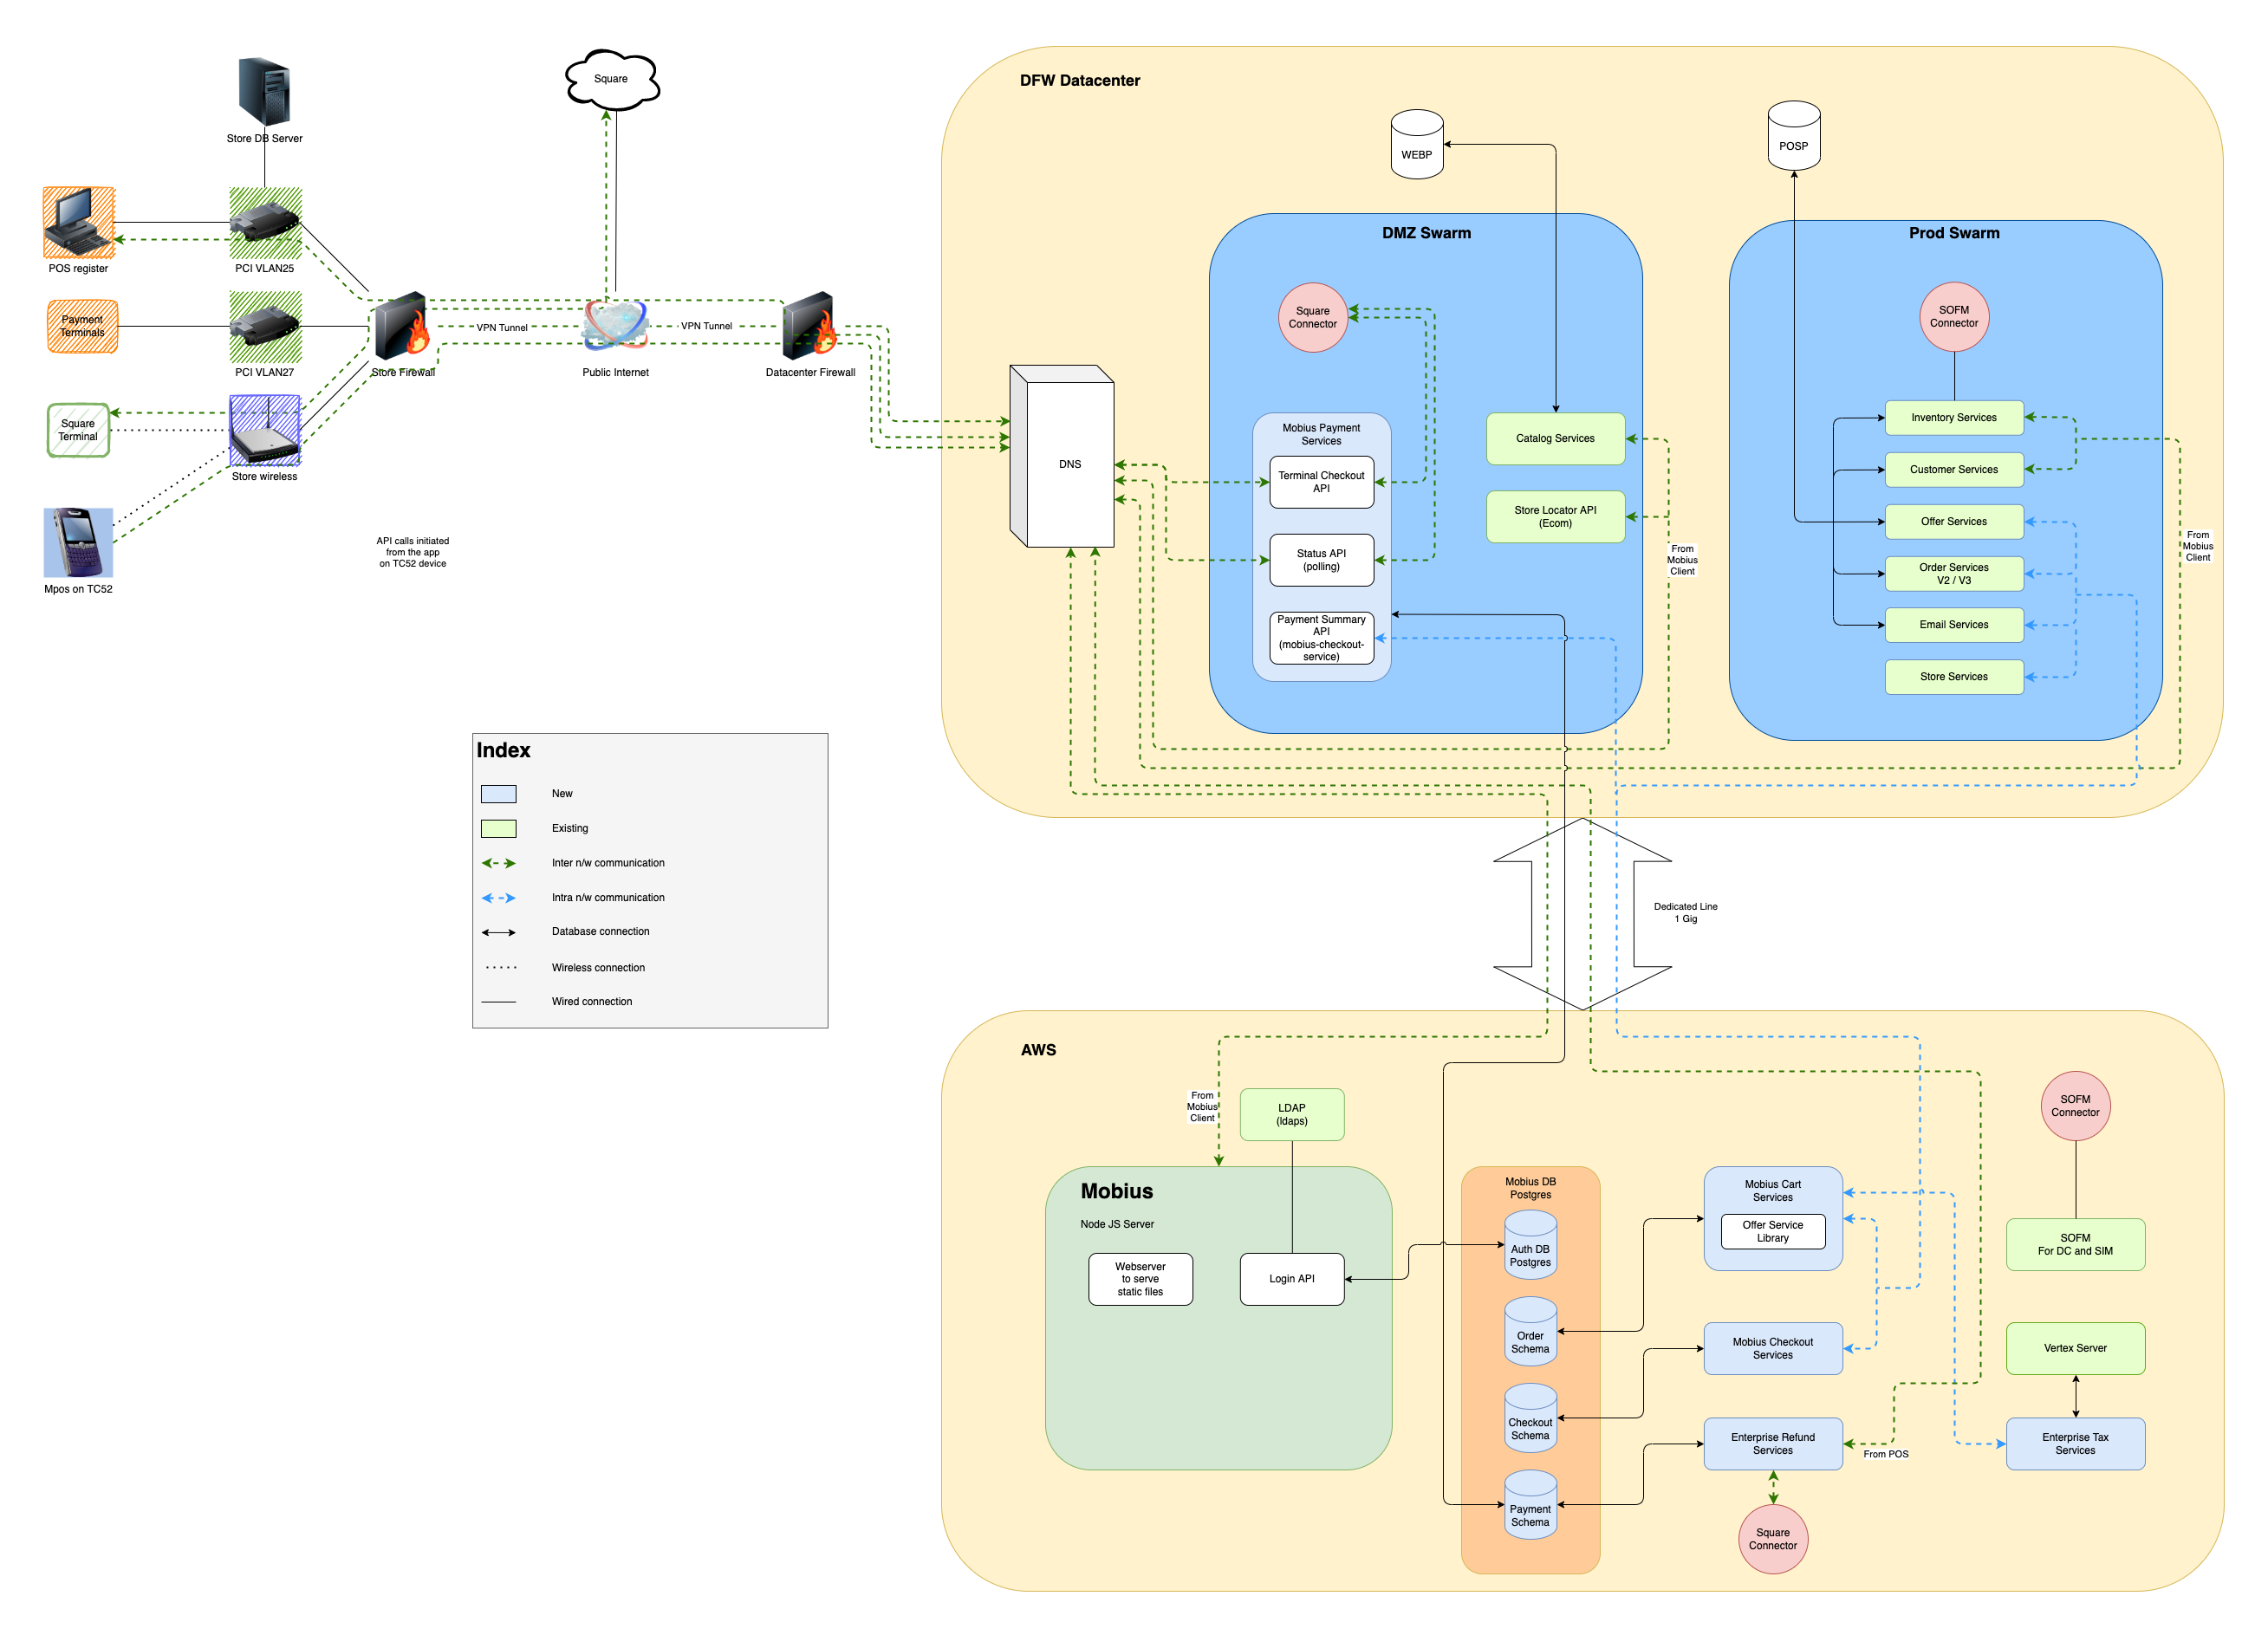 Store DB Server
Square
POS register
PCI VLAN25
Payment
Terminals
PCI VLAN27
Store Firewall
VPN Tunnel
Public Internet
VPN Tunnel
Datacenter Firewall
Square
Terminal
Store wireless
Mpos on TC52
API calls initiated
from the app
on TC52 device
Index
New
Existing
Inter n/w communication
Intra n/w communication
Database connection
Wireless connection
Wired connection
DFW Datacenter
WEBP
POSP
DNS
DMZ Swarm
Square
Connector
Mobius Payment
Services
Terminal Checkout
API
Status API
(polling)
Payment Summary
API
(mobius-checkout-
service)
Catalog Services
Store Locator API
(Ecom)
From
Mobius
Client
Prod Swarm
SOFM
Connector
Inventory Services
Customer Services
Offer Services
Order Services
V2 / V3
Email Services
Store Services
From
Mobius
Client
Dedicated Line
1 Gig
AWS
From
Mobius
Client
LDAP
(ldaps)
Mobius
Node JS Server
Webserver
to serve
static files
Login API
Mobius DB
Postgres
Auth DB
Postgres
Order
Schema
Checkout
Schema
Payment
Schema
Mobius Cart
Services
Offer Service
Library
Mobius Checkout
Services
Enterprise Refund
Services
From POS
Square
Connector
SOFM
Connector
SOFM
For DC and SIM
Vertex Server
Enterprise Tax
Services